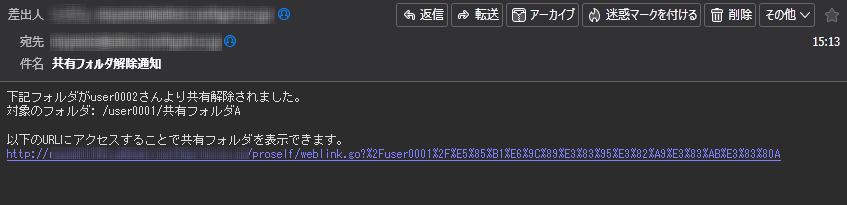 差出人
返信 転送 アーカイブ 迷惑マークを付ける 削除 その他
宛先
15:13
件名 共有フォルダ解除通知
下記フォルダがuser0002さんより共有解除されました。
対象のフォルダ: /user0001/共有フォルダA
以下のURLにアクセスすることで共有フォルダを表示できます。
http:// /proself/weblink.go?%2Fuser0001%2F%E5%85%B1%E6%9C%89%E3%83%95%E3%82%A9%E3%83%AB%E3%83%80A